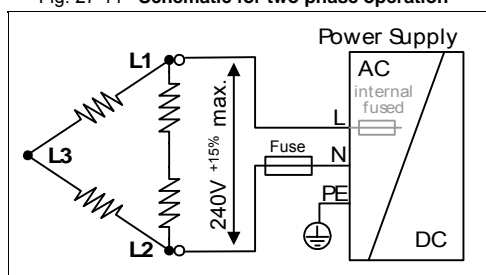 Fig. 27-11 Schematic for two phase operation
Power Supply
L1
AC
internal
fused
L
240V +15% max.
Fuse
N
L3
PE
L2
DC